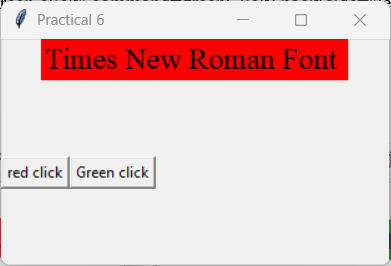 Practical 6
Times New Roman Font
red click Green click